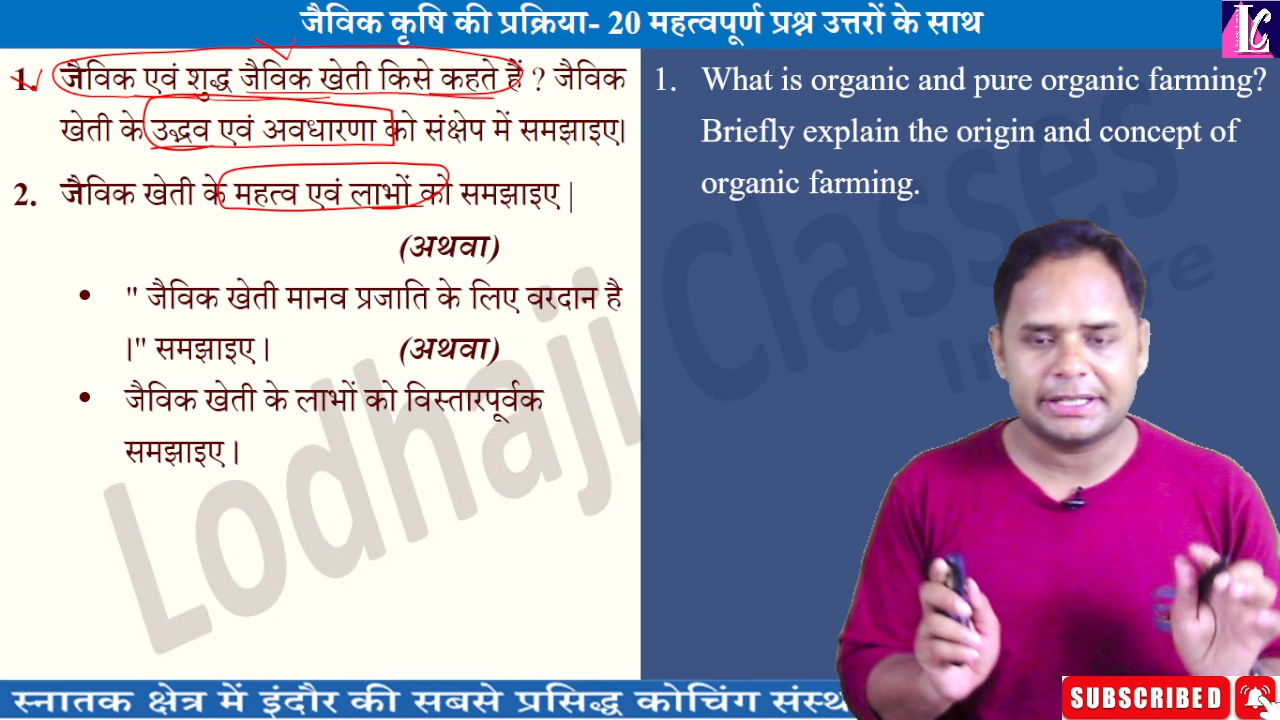 जैविक कृषि की प्रक्रिया- 20 महत्वपूर्ण प्रश्न उत्तरों के साथ
LC
1. जैविक एवं शुद्ध जैविक खेती किसे कहते हैं ? जैविक
खेती के उद्भव एवं अवधारणा को संक्षेप में समझाइए।
2. जैविक खेती के महत्व एवं लाभों को समझाइए |
(अथवा)
• " जैविक खेती मानव प्रजाति के लिए वरदान है
।" समझाइए । (अथवा)
• जैविक खेती के लाभों को विस्तारपूर्वक
समझाइए ।
1. What is organic and pure organic farming?
Briefly explain the origin and concept of
organic farming.
Lodhaji Classes
स्नातक क्षेत्र में इंदौर की सबसे प्रसिद्ध कोचिंग
SUBSCRIBED